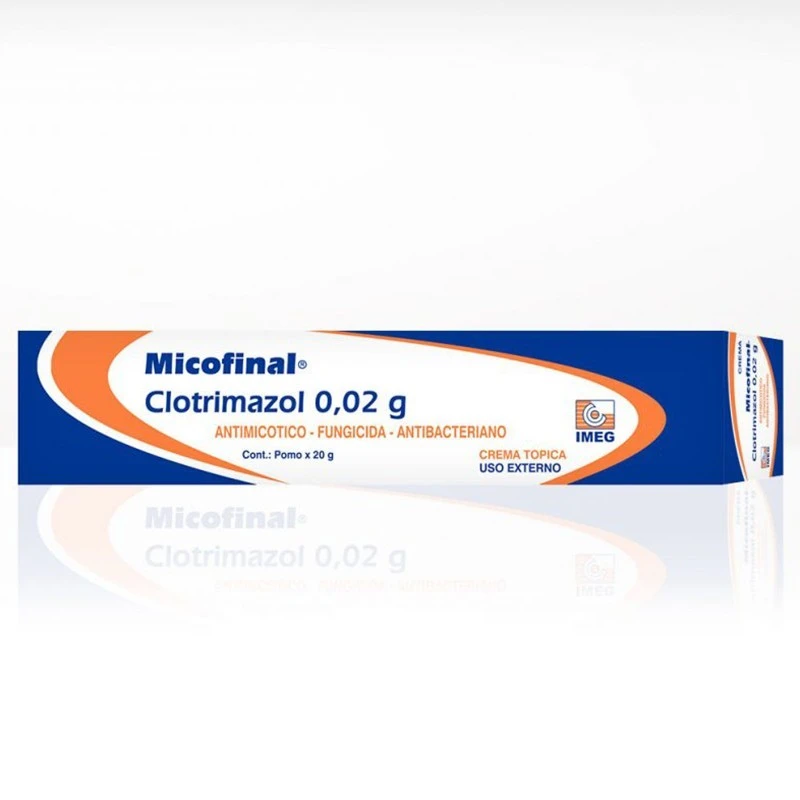 Micofinal®
Clotrimazol 0,02 g
ANTIMICOTICO - FUNGICIDA - ANTIBACTERIANO
Cont.: Pomo x 20 g
CREMA TOPICA
USO EXTERNO
IMEG
CREMA
Micofinal
Clotrimazol 0,02 g
IMEG